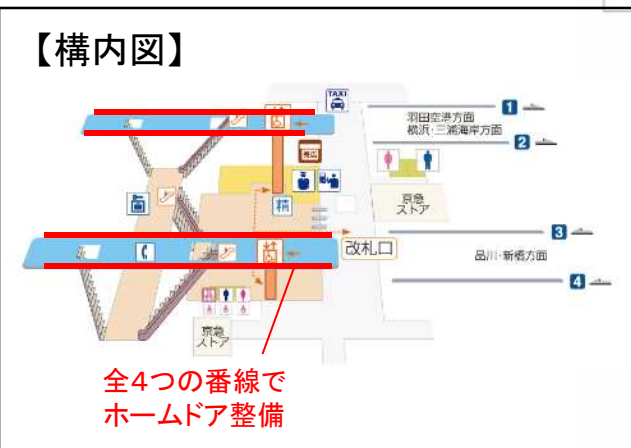 【構内図】
TAXI
1
羽田空港方面
横浜・三浦海岸方面
2
京急
ストア
精
3
改札口
品川・新橋方面
4
京急
ストア
全4つの番線で
ホームドア整備